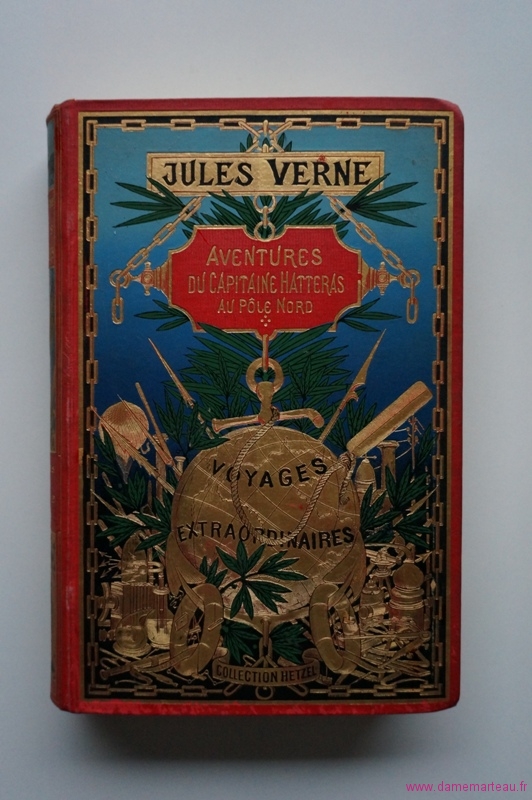 JULES VERNE
AVENTURES
DU CAPITAINE HATTERAS
AU PÔLE NORD
VOYAGES
EXTRAORDINAIRES
COLLECTION HETZEL
www.damemarteau.fr